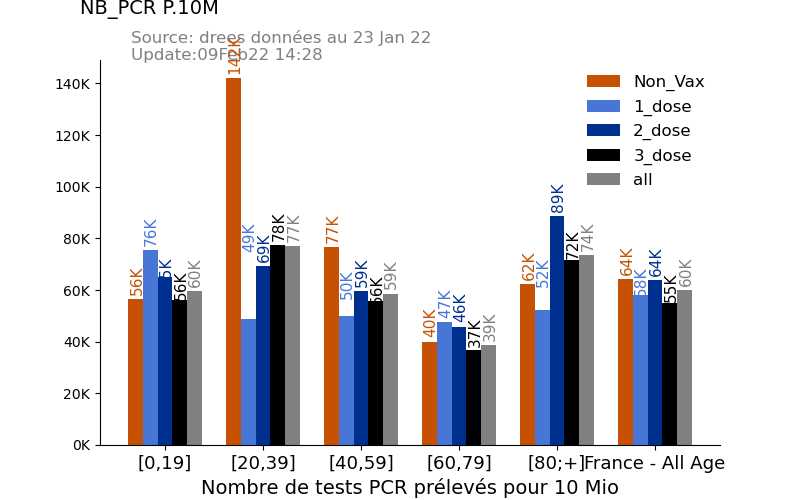 NB_PCR P.10M
Source: drees données au 23 Jan 22
Update:09Feb22 14:28
142K
140K
120K
100K
80K
60K
40K
20K
0K
Non_Vax
1_dose
2_dose
3_dose
all
56K
76K
65K
56K
60K
49K
69K
78K
77K
77K
50K
59K
56K
59K
40K
47K
46K
37K
39K
62K
52K
89K
72K
74K
64K
58K
64K
55K
60K
[0,19]
[20,39]
[40,59]
[60,79]
[80;+]
France - All Age
Nombre de tests PCR prélevés pour 10 Mio